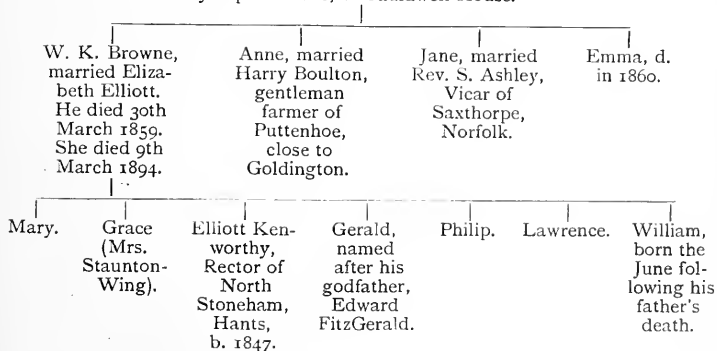 W. K. Browne,
married Eliza-
beth Elliott.
He died 30th
March 1859.
She died 9th
March 1894.
Anne, married
Harry Boulton,
gentleman
farmer of
Puttenhoe,
close to
Goldington.
Jane, married
Rev. S. Ashley,
Vicar of
Saxthorpe,
Norfolk.
Emma, d.
in 1860.
Mary.
Grace
(Mrs.
Staunton-
Wing).
Elliott Ken-
worthy,
Rector of
North
Stoneham,
Hants,
b. 1847.
Gerald,
named
after his
godfather,
Edward
FitzGerald.
Philip.
Lawrence.
William,
born the
June fol-
lowing his
father's
death.